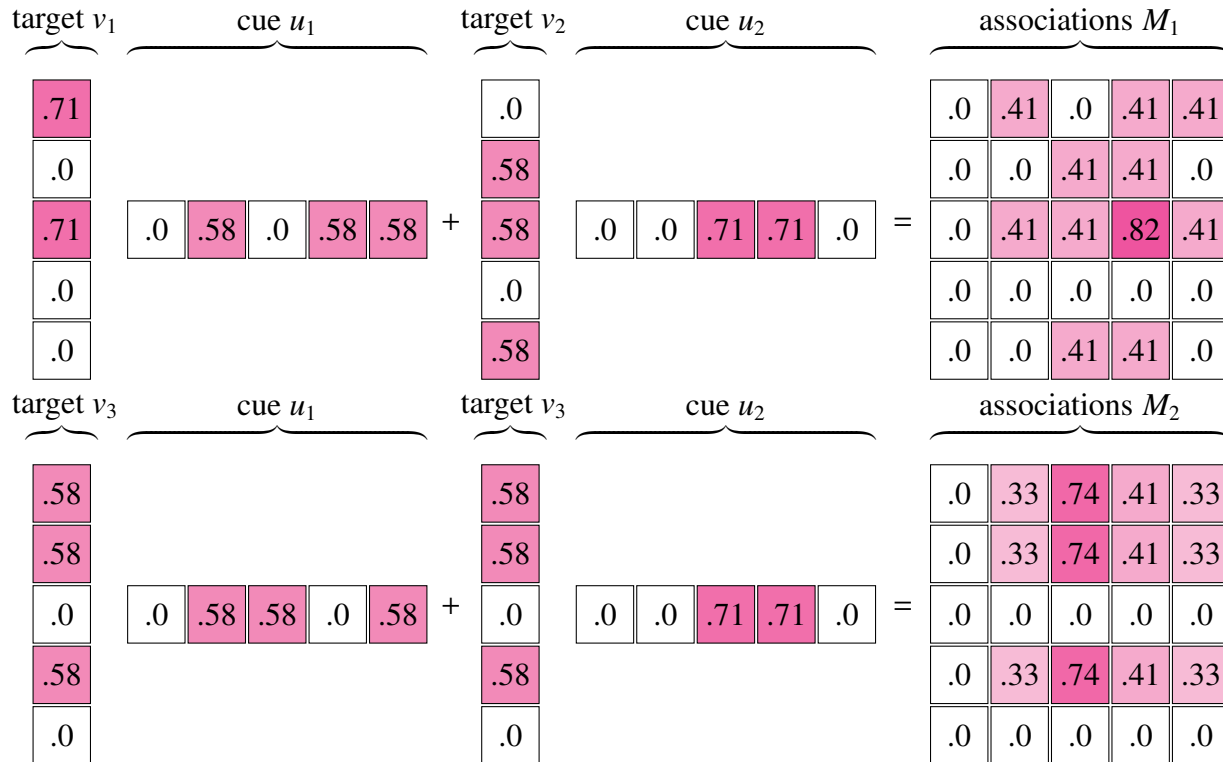 target v₁ cue u₁ target v₂ cue u₂ associations M₁
.71 .0 .0 .41 .0 .41 .41
.0 .58 .0 .0 .41 .41 .0
.71 .0 .58 .0 .58 .58 + .58 .0 .0 .71 .71 .0 = .0 .41 .41 .82 .41
.0 .0 .0 .0 .0 .0 .0
.0 .58 .0 .0 .41 .41 .0
target v₃ cue u₁ target v₃ cue u₂ associations M₂
.58 .58 .0 .33 .74 .41 .33
.58 .58 .0 .33 .74 .41 .33
.0 .0 .58 .58 .0 .58 + .0 .0 .0 .71 .71 .0 = .0 .0 .0 .0 .0
.58 .58 .0 .33 .74 .41 .33
.0 .0 .0 .0 .0 .0 .0